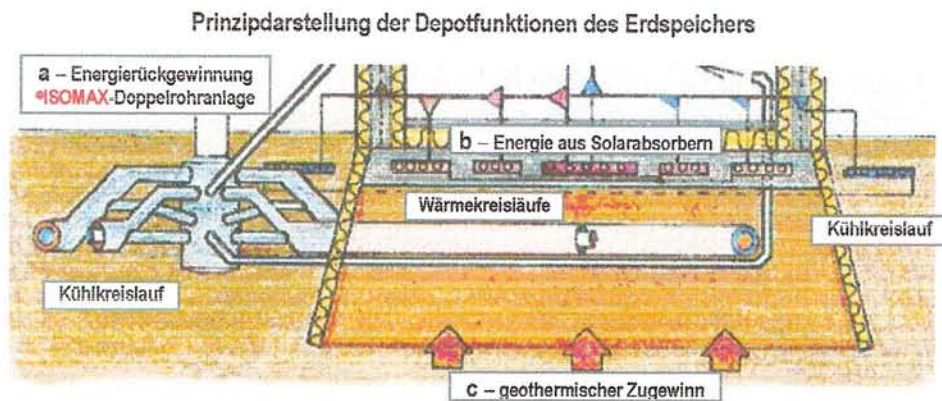 Prinzipdarstellung der Depotfunktionen des Erdspeichers
a – Energierückgewinnung
ISOMAX-Doppelrohranlage
b – Energie aus Solarabsorbern
Wärmekreisläufe
Kühlkreislauf
Kühlkreislauf
c – geothermischer Zugewinn